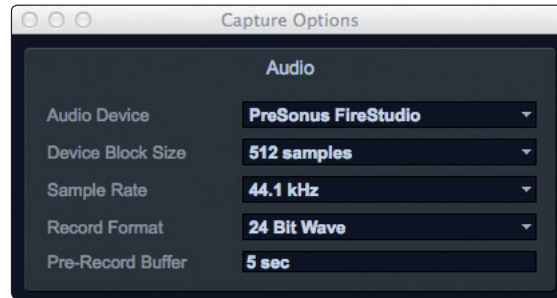 Capture Options
Audio
Audio Device PreSonus FireStudio
Device Block Size 512 samples
Sample Rate 44.1 kHz
Record Format 24 Bit Wave
Pre-Record Buffer 5 sec